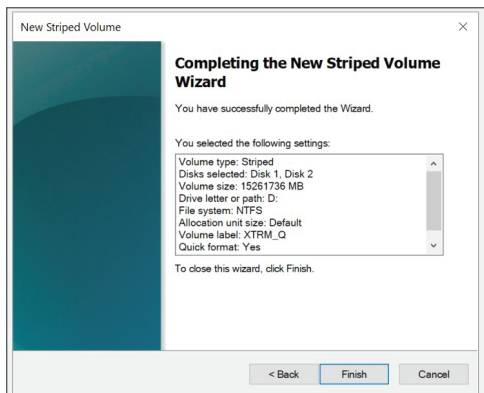 New Striped Volume
Completing the New Striped Volume
Wizard
You have successfully completed the Wizard.
You selected the following settings:
Volume type: Striped
Disks selected: Disk 1, Disk 2
Volume size: 15261736 MB
Drive letter or path: D:
File system: NTFS
Allocation unit size: Default
Volume label: XTRM_Q
Quick format: Yes
To close this wizard, click Finish.
< Back
Finish
Cancel